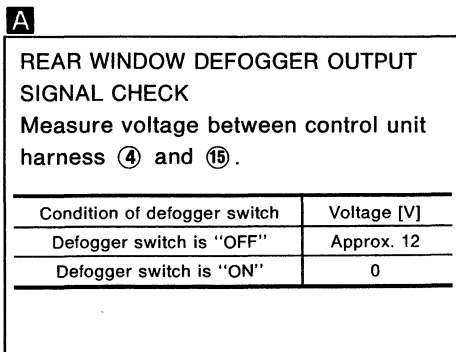 A
REAR WINDOW DEFOGGER OUTPUT
SIGNAL CHECK
Measure voltage between control unit
harness ④ and ⑮.
Condition of defogger switch Voltage [V]
Defogger switch is "OFF" Approx. 12
Defogger switch is "ON" 0